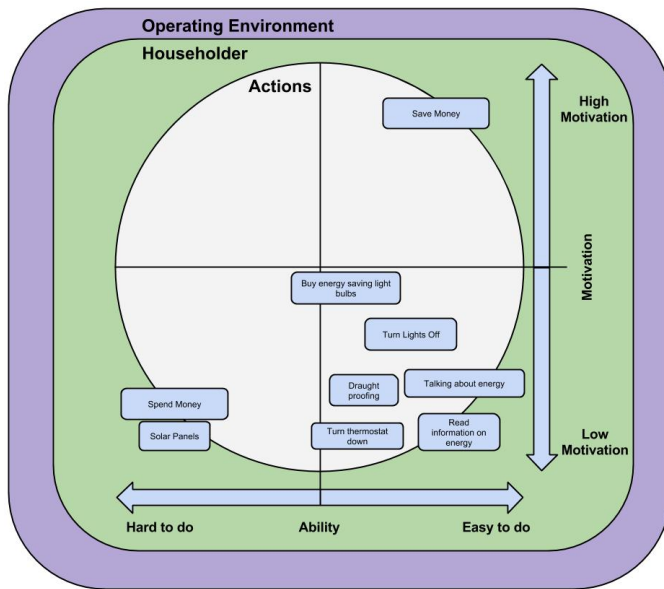 Operating Environment
Householder
Actions
High
Motivation
Save Money
Motivation
Buy energy saving light
bulbs
Turn Lights Off
Draught
proofing
Talking about energy
Spend Money
Solar Panels
Turn thermostat
down
Read
information on
energy
Low
Motivation
Hard to do
Ability
Easy to do